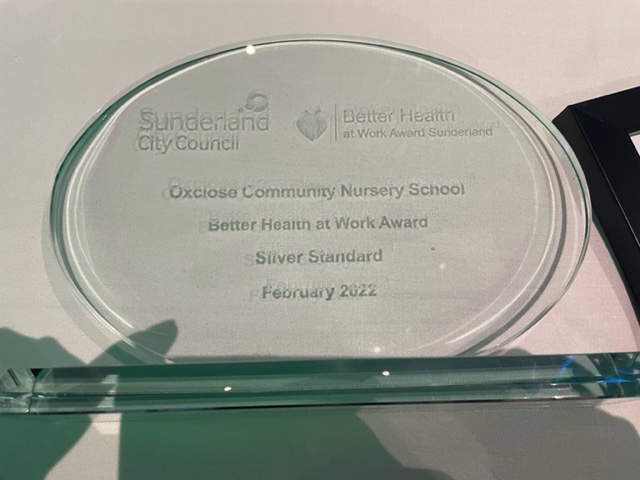 Sunderland
City Council
Better Health
at Work Award Sunderland
Oxclose Community Nursery School
Better Health at Work Award
Silver Standard
February 2022